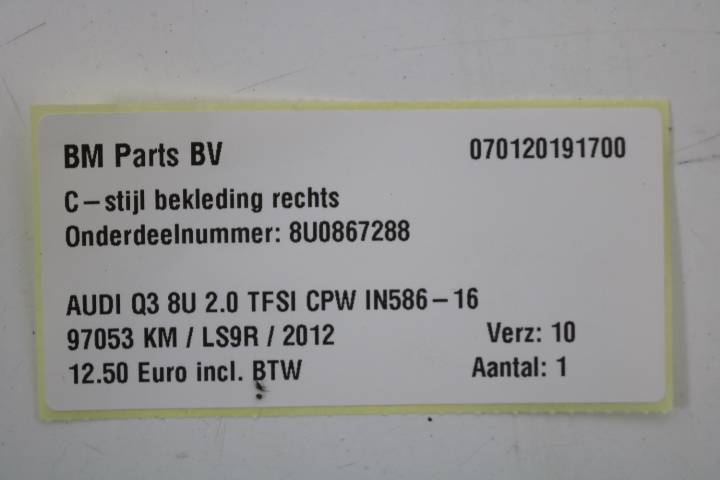 BM Parts BV 070120191700
C-stijl bekleding rechts
Onderdeelnummer: 8U0867288
AUDI Q3 8U 2.0 TFSI CPW IN586-16
97053 KM / LS9R / 2012 Verz: 10
12.50 Euro incl. BTW Aantal: 1